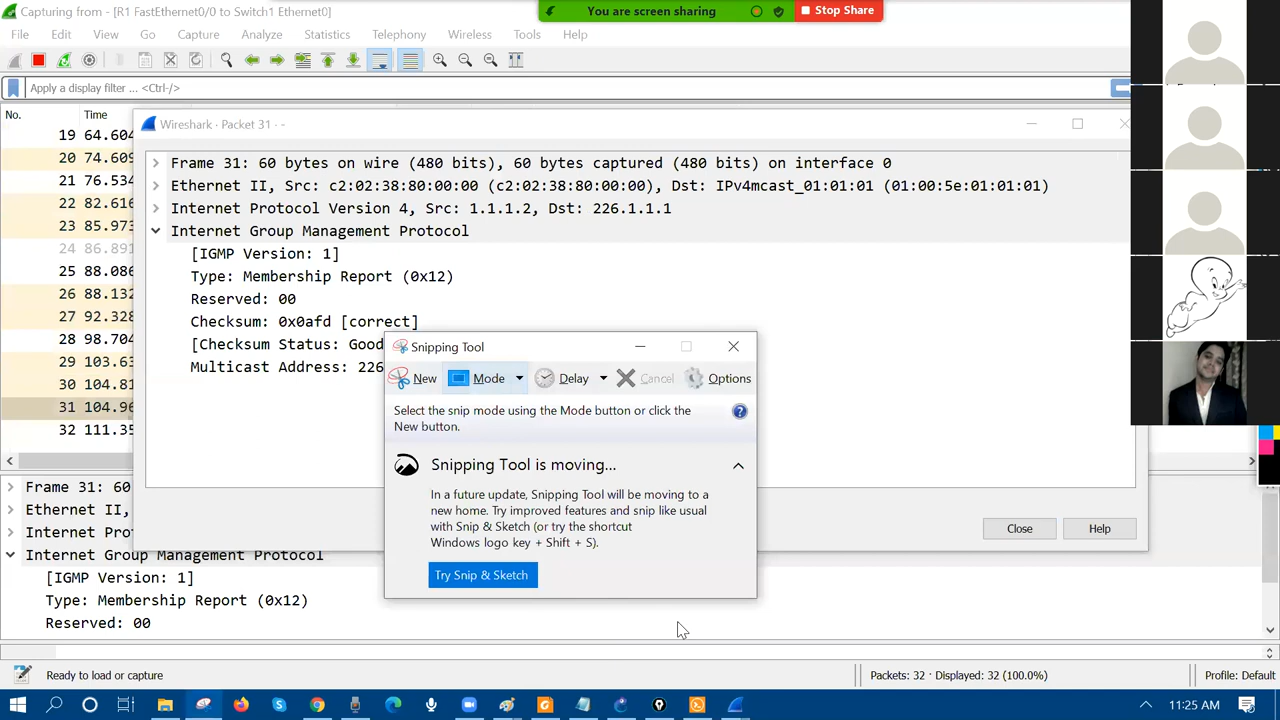 Capturing from - [R1 FastEthernet0/0 to Switch1 Ethernet0]
You are screen sharing
Stop Share
File Edit View Go Capture Analyze Statistics Telephony Wireless Tools Help
Apply a display filter ... <Ctrl-/>
No. Time
Wireshark · Packet 31 · -
19 64.604
20 74.609
21 76.534
22 82.616
23 85.973
24 86.891
25 88.086
26 88.132
27 92.328
28 98.704
29 103.63
30 104.81
31 104.96
32 111.35
Frame 31: 60 bytes on wire (480 bits), 60 bytes captured (480 bits) on interface 0
Ethernet II, Src: c2:02:38:80:00:00 (c2:02:38:80:00:00), Dst: IPv4mcast_01:01:01 (01:00:5e:01:01:01)
Internet Protocol Version 4, Src: 1.1.1.2, Dst: 226.1.1.1
Internet Group Management Protocol
[IGMP Version: 1]
Type: Membership Report (0x12)
Reserved: 00
Checksum: 0x0afd [correct]
[Checksum Status: Good
Multicast Address: 226
Close Help
Snipping Tool
New Mode Delay Cancel Options
Select the snip mode using the Mode button or click the
New button.
Snipping Tool is moving...
In a future update, Snipping Tool will be moving to a
new home. Try improved features and snip like usual
with Snip & Sketch (or try the shortcut
Windows logo key + Shift + S).
Try Snip & Sketch
Frame 31: 60
Ethernet II,
Internet Pro
Internet Group Management Protocol
[IGMP Version: 1]
Type: Membership Report (0x12)
Reserved: 00
Ready to load or capture
Packets: 32 · Displayed: 32 (100.0%)
Profile: Default
11:25 AM